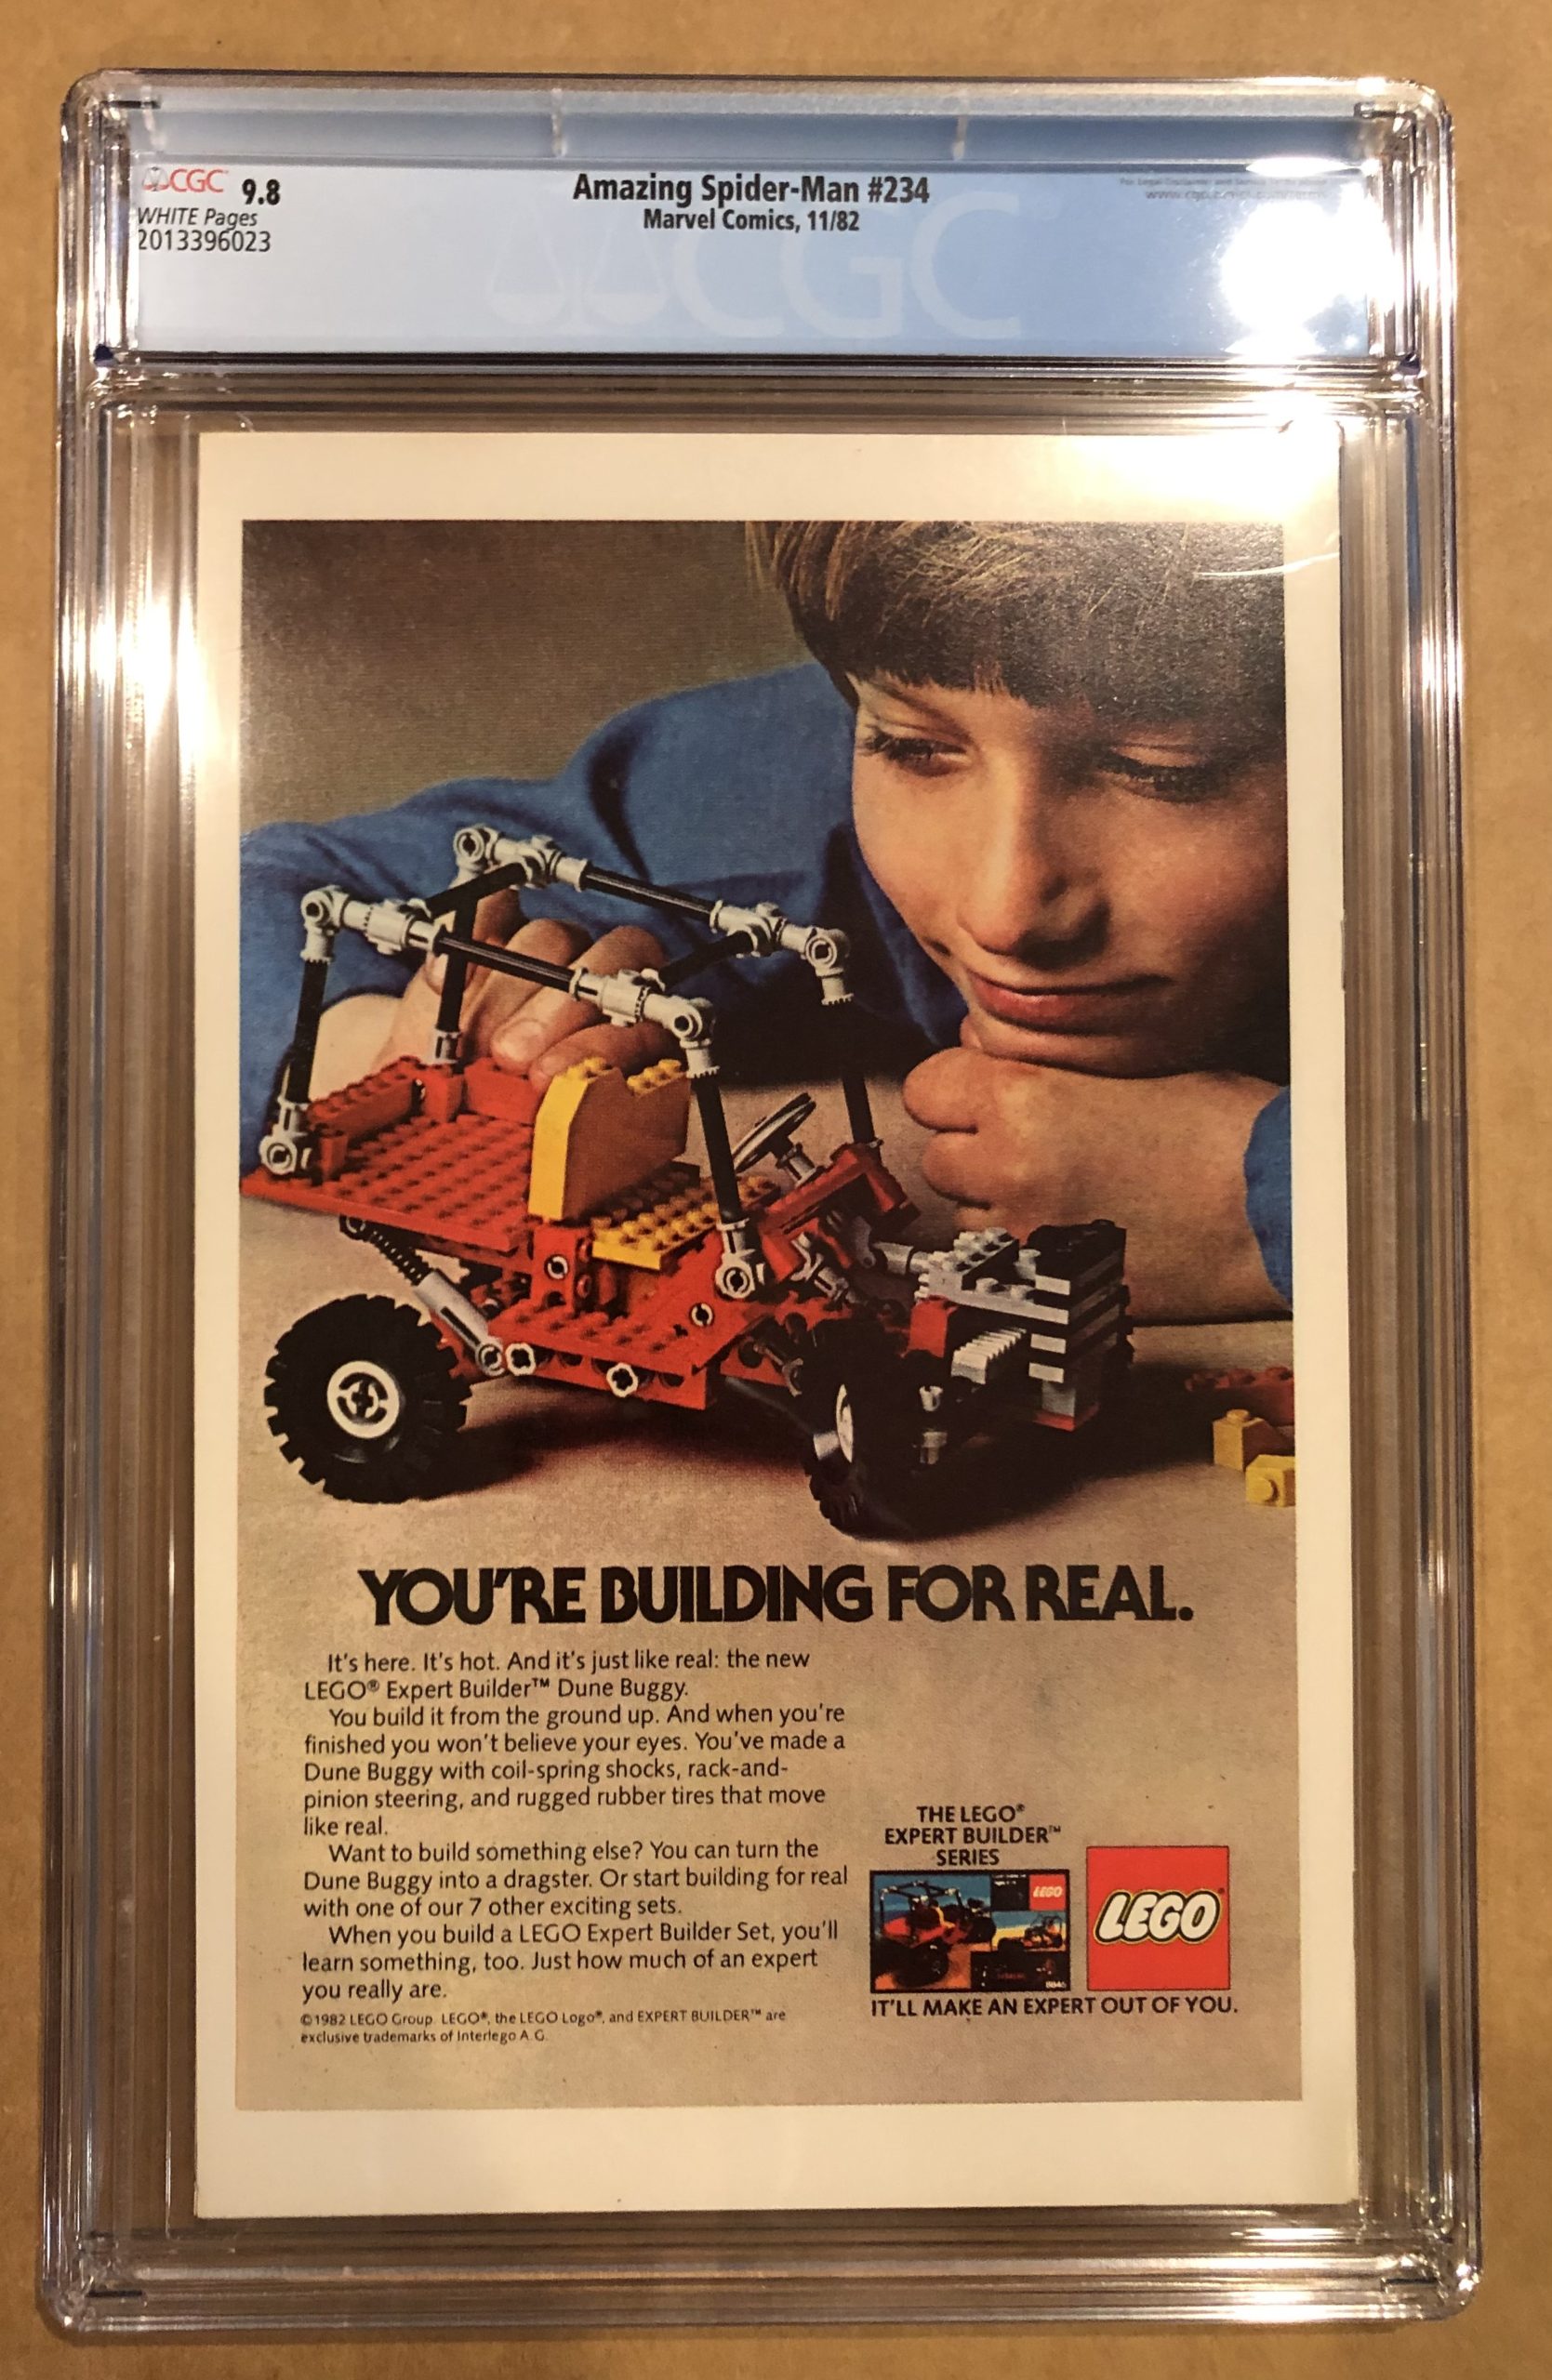 CGC 9.8
WHITE Pages
2013396023
Amazing Spider-Man #234
Marvel Comics, 11/82
CGC
YOU'RE BUILDING FOR REAL.
It's here. It's hot. And it's just like real: the new
LEGO® Expert Builder™ Dune Buggy.
You build it from the ground up. And when you're
finished you won't believe your eyes. You've made a
Dune Buggy with coil-spring shocks, rack-and-
pinion steering, and rugged rubber tires that move
like real.
Want to build something else? You can turn the
Dune Buggy into a dragster. Or start building for real
with one of our 7 other exciting sets.
When you build a LEGO Expert Builder Set, you'll
learn something, too. Just how much of an expert
you really are.
©1982 LEGO Group. LEGO®, the LEGO Logo®, and EXPERT BUILDER™ are
exclusive trademarks of Interlego A.G.
THE LEGO®
EXPERT BUILDER™
SERIES
LEGO
LEGO®
IT'LL MAKE AN EXPERT OUT OF YOU.